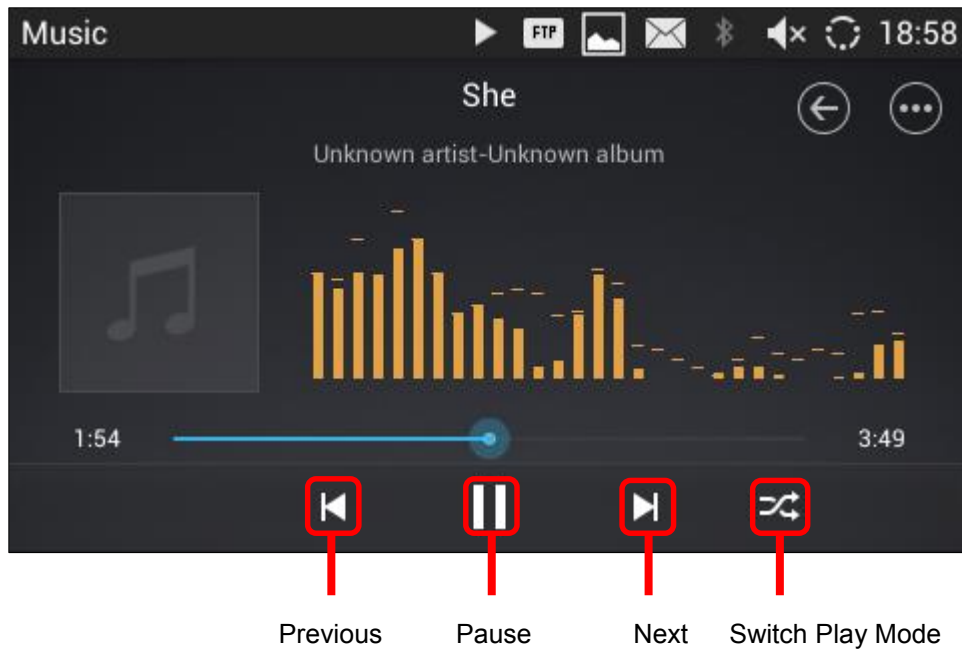 Music FTP 18:58
She
Unknown artist-Unknown album
1:54 3:49
Previous Pause Next Switch Play Mode